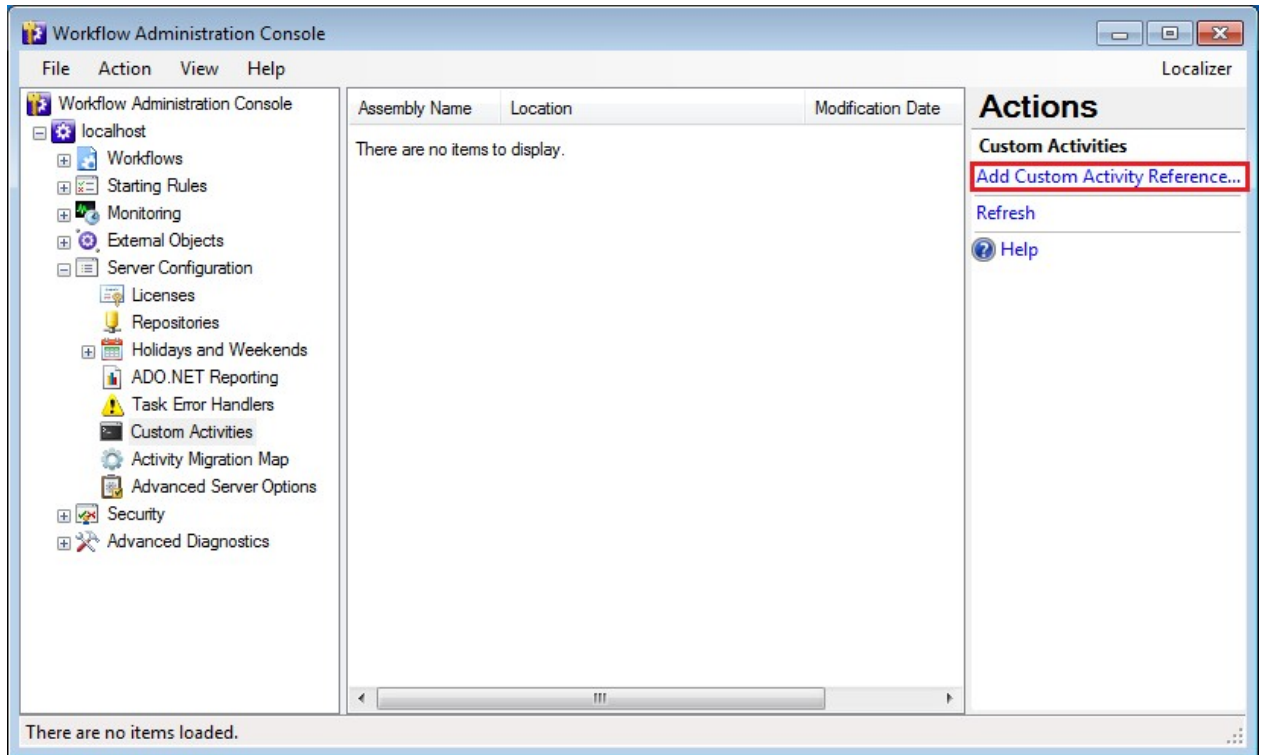 Workflow Administration Console
File Action View Help Localizer
Workflow Administration Console
localhost
Workflows
Starting Rules
Monitoring
External Objects
Server Configuration
Licenses
Repositories
Holidays and Weekends
ADO.NET Reporting
Task Error Handlers
Custom Activities
Activity Migration Map
Advanced Server Options
Security
Advanced Diagnostics
Assembly Name Location Modification Date
There are no items to display.
Actions
Custom Activities
Add Custom Activity Reference...
Refresh
Help
There are no items loaded.